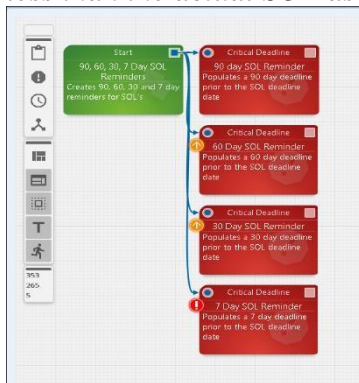 Start
90, 60, 30, 7 Day SOL
Reminders
Creates 90, 60, 30 and 7 day
reminders for SOL's
Critical Deadline
90 day SOL Reminder
Populates a 90 day deadline
prior to the SOL deadline
date
Critical Deadline
60 Day SOL Reminder
Populates a 60 day deadline
prior to the SOL deadline
date
Critical Deadline
30 Day SOL Reminder
Populates a 30 day deadline
prior to the SOL deadline
date
Critical Deadline
7 Day SOL Reminder
Populates a 7 day deadline
prior to the SOL deadline
date
T
353
265
5